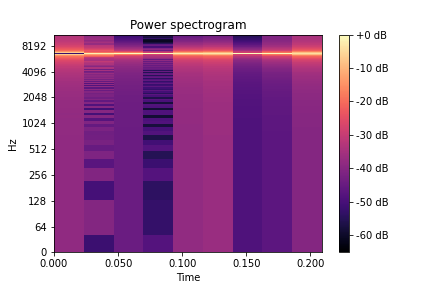 Power spectrogram
Hz
8192
4096
2048
1024
512
256
128
64
0
0.000
0.050
0.100
0.150
0.200
Time
+0 dB
-10 dB
-20 dB
-30 dB
-40 dB
-50 dB
-60 dB